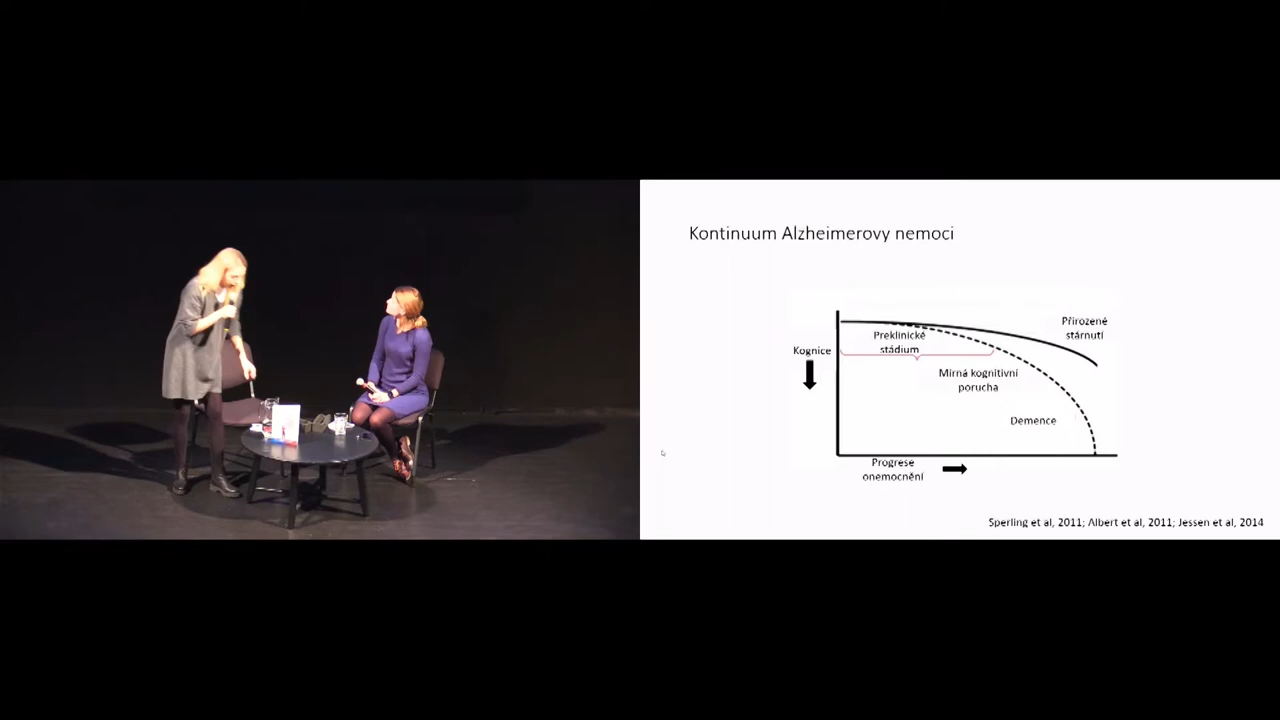 Kontinuum Alzheimerovy nemoci
Přirozené
stárnutí
Preklinické
stádium
Kognice
Mírná kognitivní
porucha
Demence
Progrese
onemocnění
Sperling et al, 2011; Albert et al, 2011; Jessen et al, 2014